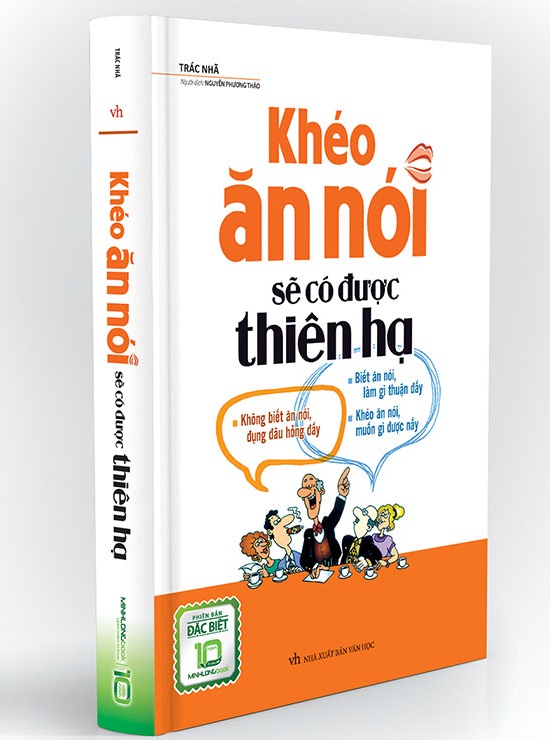 TRÁC NHÃ
vh
Khéo ăn nói sẽ có được thiên hạ
MINHLONGbook
10
TRÁC NHÃ
Người dịch: NGUYỄN PHƯƠNG THẢO
Khéo
ăn nói
sẽ có được
thiên hạ
Biết ăn nói,
làm gì thuận đấy
Khéo ăn nói,
muốn gì được nấy
Không biết ăn nói,
đụng đâu hỏng đấy
PHIÊN BẢN
ĐẶC BIỆT
10
MINHLONGbook
vh NHÀ XUẤT BẢN VĂN HỌC